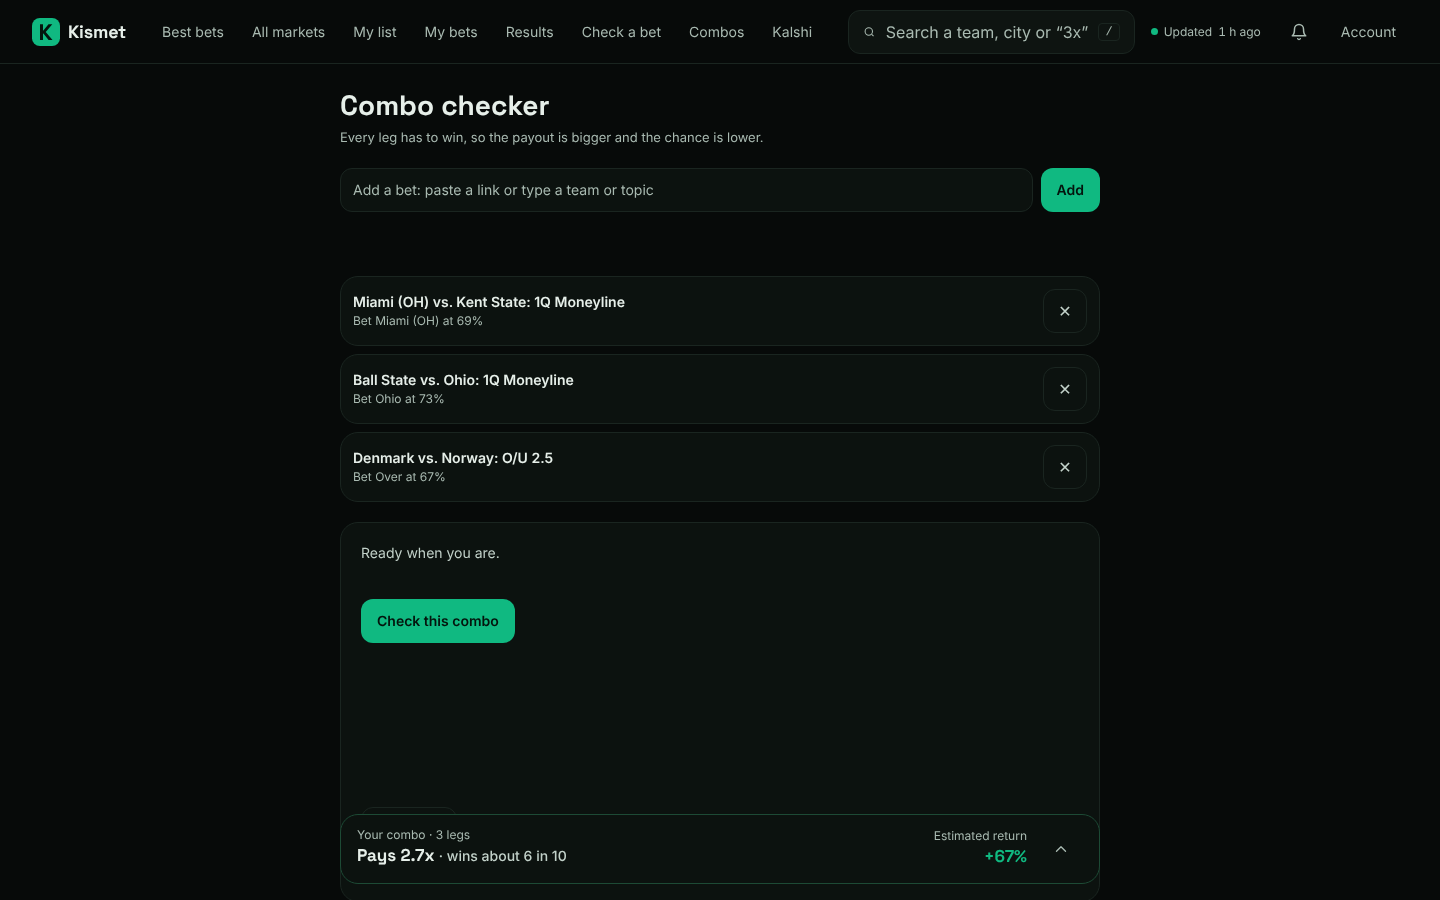 Kismet
Best bets
All markets
My list
My bets
Results
Check a bet
Combos
Kalshi
Search a team, city or “3x”
/
Updated 1 h ago
Account
Combo checker
Every leg has to win, so the payout is bigger and the chance is lower.
Add a bet: paste a link or type a team or topic
Add
Miami (OH) vs. Kent State: 1Q Moneyline
Bet Miami (OH) at 69%
Ball State vs. Ohio: 1Q Moneyline
Bet Ohio at 73%
Denmark vs. Norway: O/U 2.5
Bet Over at 67%
Ready when you are.
Check this combo
Your combo · 3 legs
Pays 2.7x · wins about 6 in 10
Estimated return
+67%